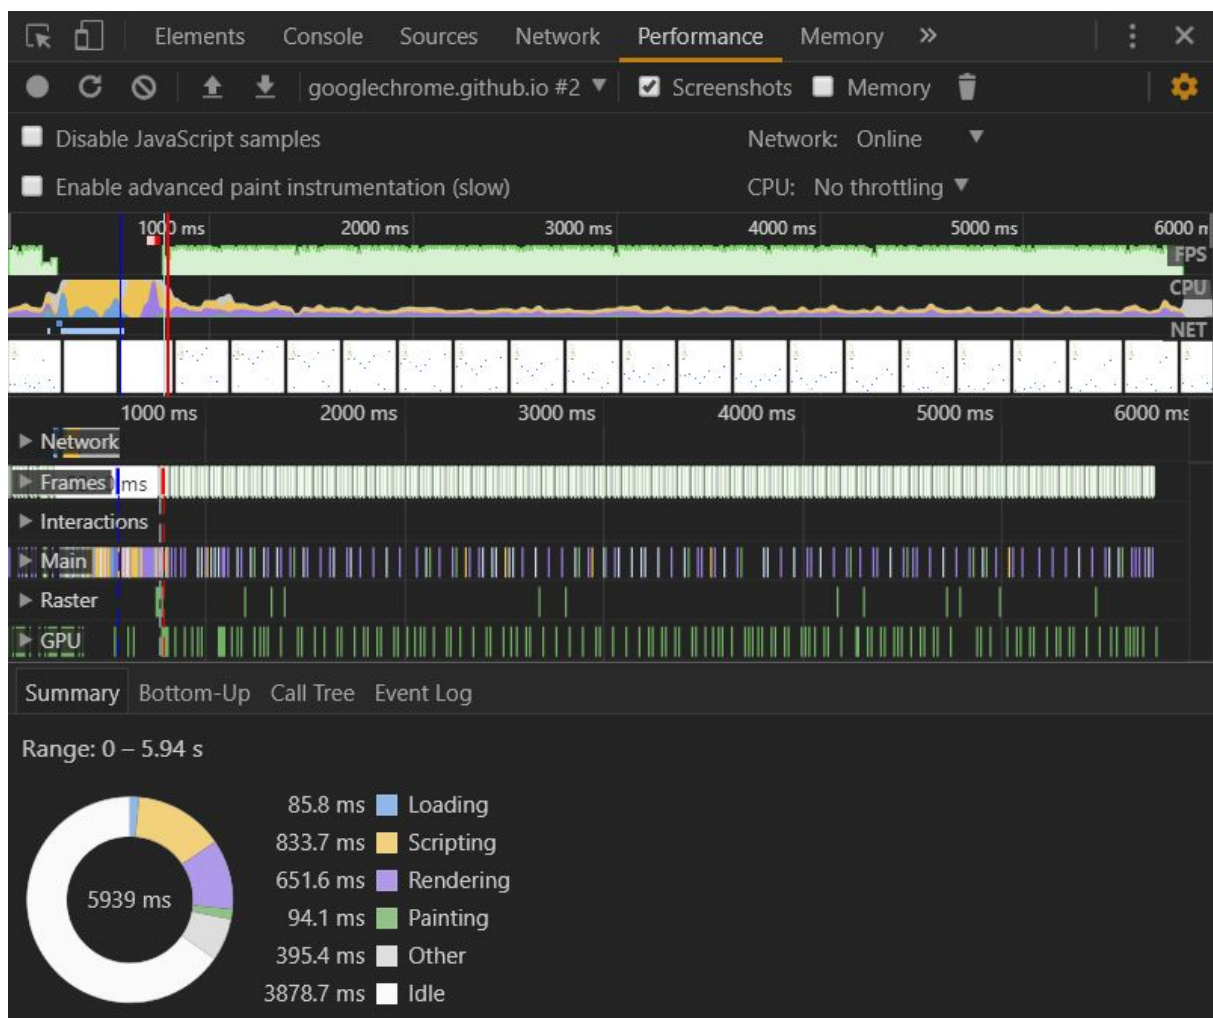 Elements Console Sources Network Performance Memory »
googlechrome.github.io #2 Screenshots Memory
Disable JavaScript samples Network: Online
Enable advanced paint instrumentation (slow) CPU: No throttling
1000 ms 2000 ms 3000 ms 4000 ms 5000 ms 6000 m
FPS
CPU
NET
1000 ms 2000 ms 3000 ms 4000 ms 5000 ms 6000 ms
Network
Frames ms
Interactions
Main
Raster
GPU
Summary Bottom-Up Call Tree Event Log
Range: 0 – 5.94 s
85.8 ms Loading
833.7 ms Scripting
5939 ms
651.6 ms Rendering
94.1 ms Painting
395.4 ms Other
3878.7 ms Idle